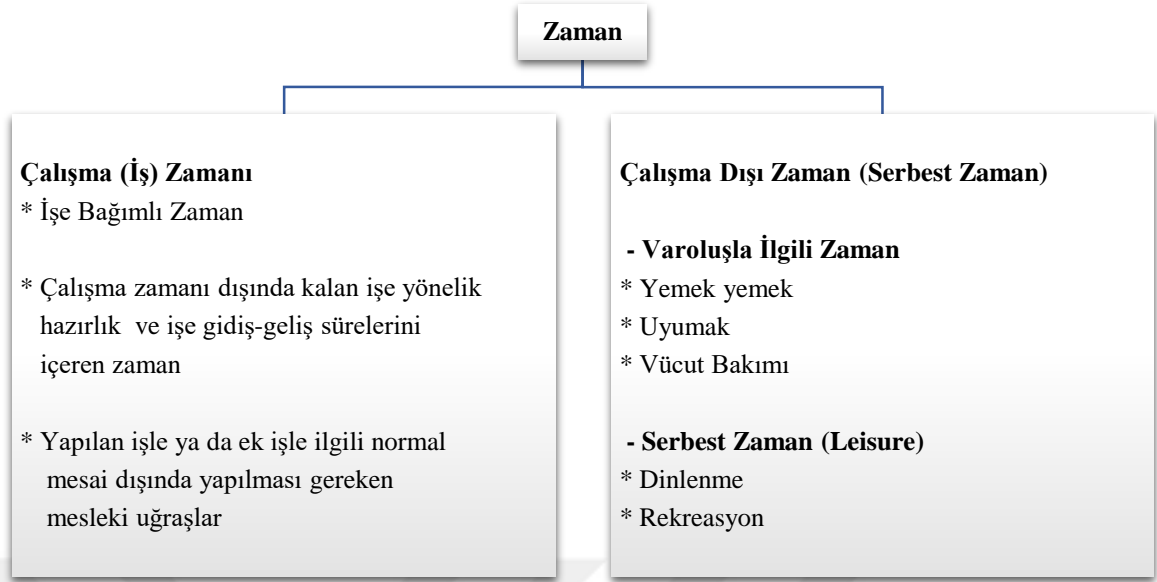 Zaman
Çalışma (İş) Zamanı
* İşe Bağımlı Zaman
* Çalışma zamanı dışında kalan işe yönelik
hazırlık ve işe gidiş-geliş sürelerini
içeren zaman
* Yapılan işle ya da ek işle ilgili normal
mesai dışında yapılması gereken
mesleki uğraşlar
Çalışma Dışı Zaman (Serbest Zaman)
- Varoluşla İlgili Zaman
* Yemek yemek
* Uyumak
* Vücut Bakımı
- Serbest Zaman (Leisure)
* Dinlenme
* Rekreasyon